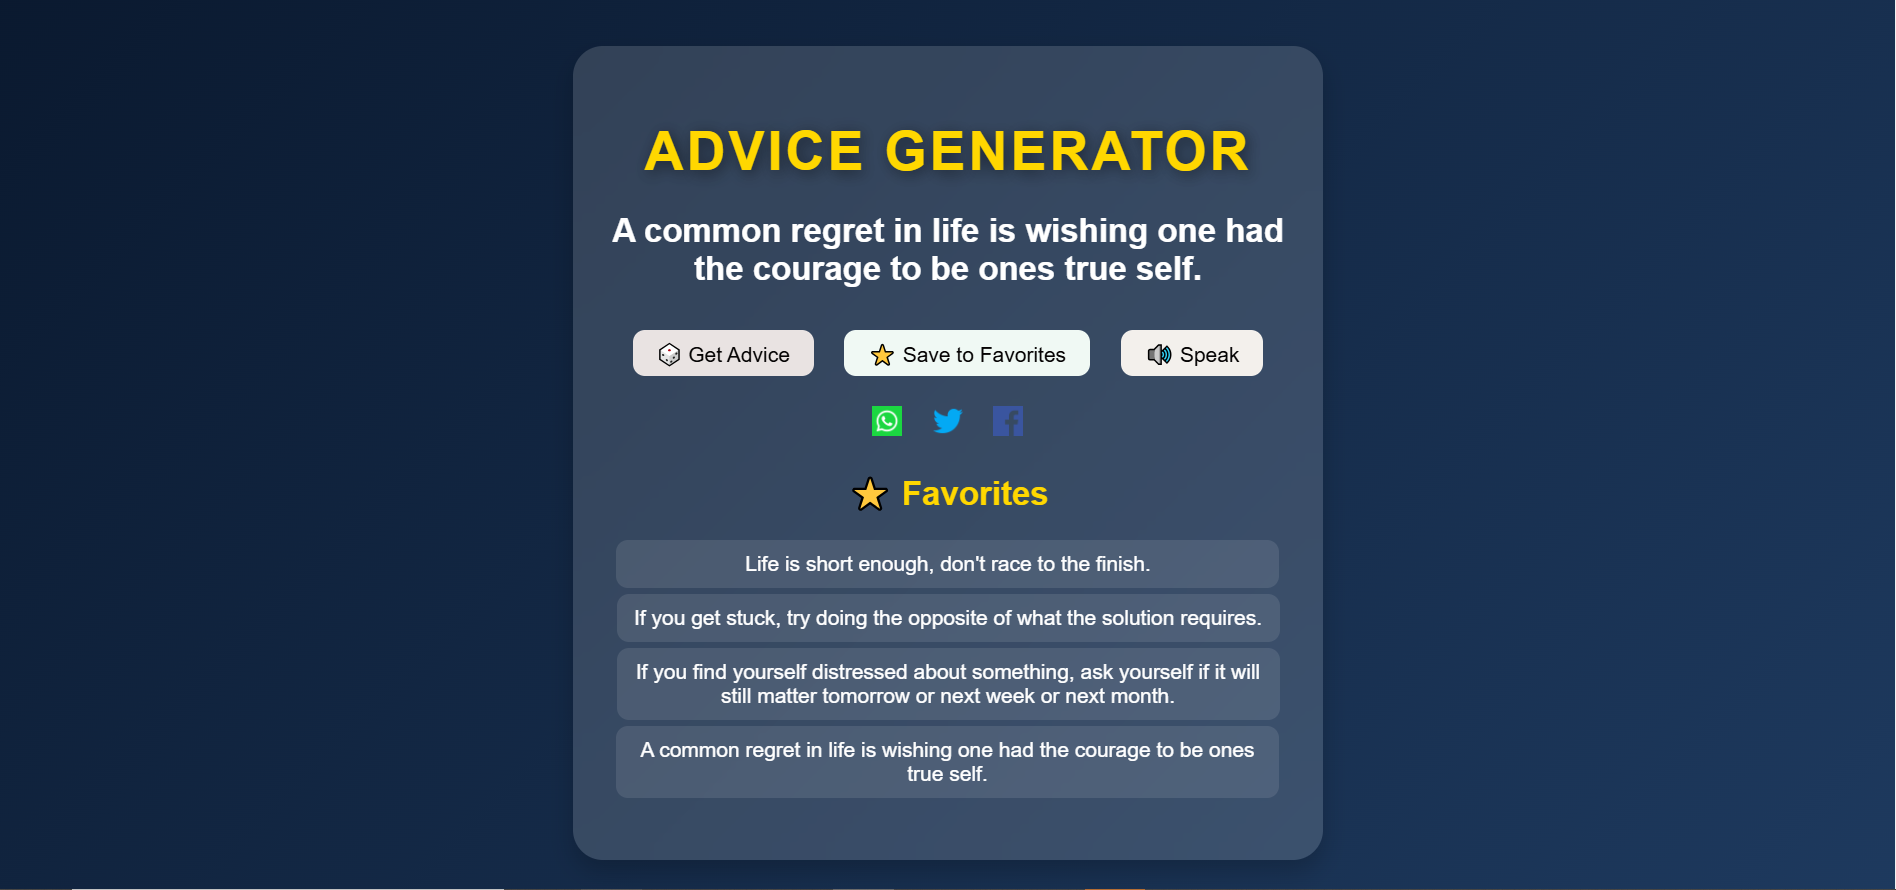 ADVICE GENERATOR
A common regret in life is wishing one had
the courage to be ones true self.
Get Advice
Save to Favorites
Speak
Favorites
Life is short enough, don't race to the finish.
If you get stuck, try doing the opposite of what the solution requires.
If you find yourself distressed about something, ask yourself if it will
still matter tomorrow or next week or next month.
A common regret in life is wishing one had the courage to be ones
true self.